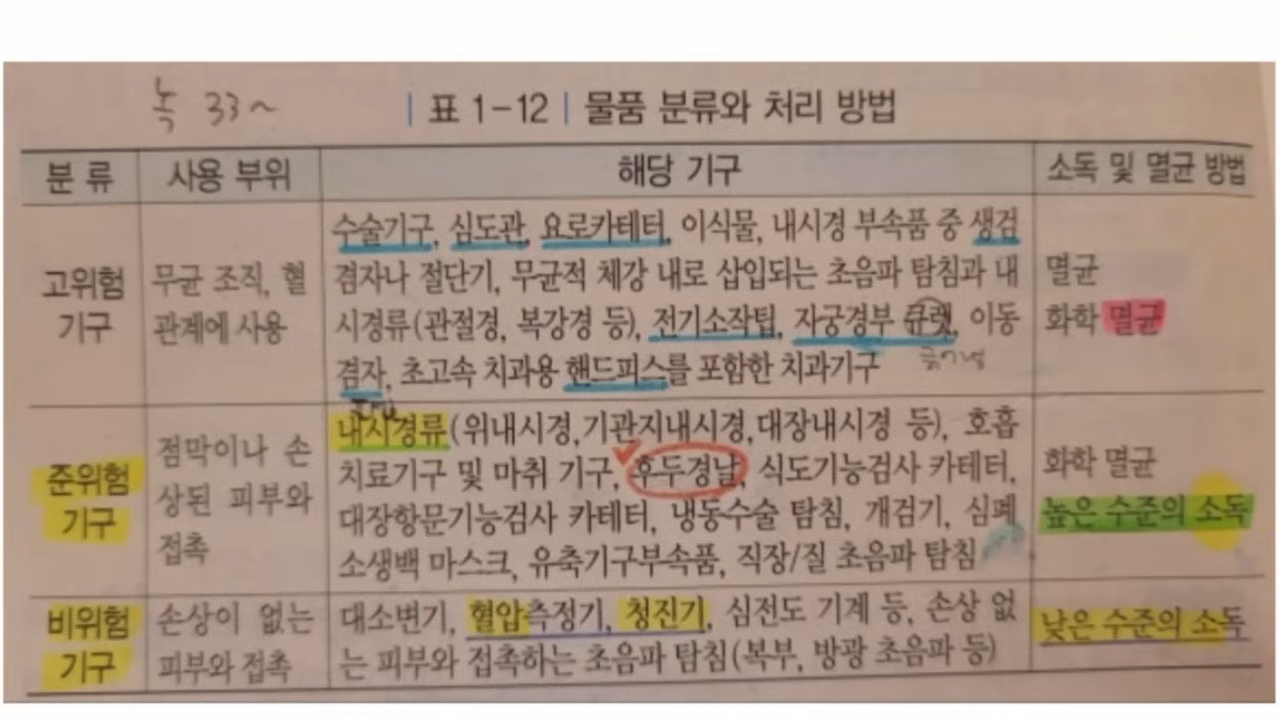 녹 33~
| 표 1-12 | 물품 분류와 처리 방법
분류 사용 부위 해당 기구 소독 및 멸균 방법
고위험 기구
무균 조직, 혈
관계에 사용
수술기구, 심도관, 요로카테터, 이식물, 내시경 부속품 중 생검
겸자나 절단기, 무균적 체강 내로 삽입되는 초음파 탐침과 내
시경류(관절경, 복강경 등), 전기소작팁, 자궁경부 큐렛, 이동
겸자, 초고속 치과용 핸드피스를 포함한 치과기구
멸균
화학 멸균
준위험
기구
점막이나 손
상된 피부와
접촉
내시경류(위내시경,기관지내시경,대장내시경 등), 호흡
치료기구 및 마취 기구, 후두경날, 식도기능검사 카테터,
대장항문기능검사 카테터, 냉동수술 탐침, 개검기, 심폐
소생백 마스크, 유축기구부속품, 직장/질 초음파 탐침
화학 멸균
높은 수준의 소독
비위험
기구
손상이 없는
피부와 접촉
대소변기, 혈압측정기, 청진기, 심전도 기계 등, 손상 없
는 피부와 접촉하는 초음파 탐침(복부, 방광 초음파 등)
낮은 수준의 소독